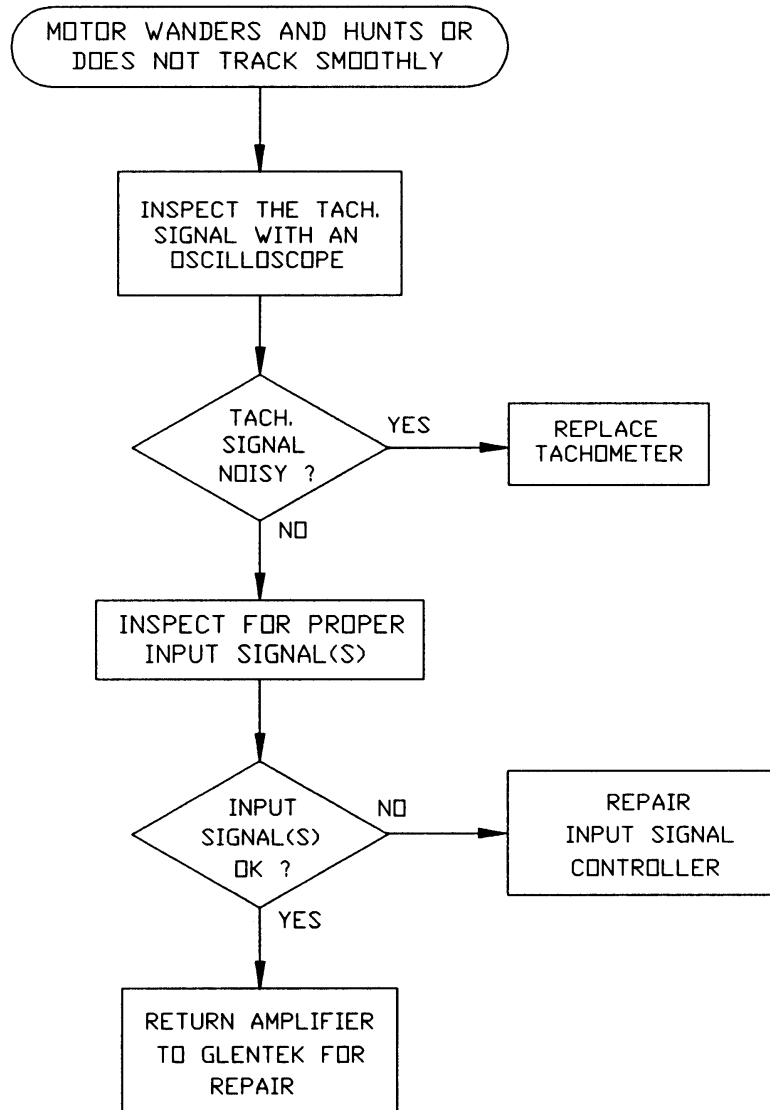 MOTOR WANDERS AND HUNTS OR
DOES NOT TRACK SMOOTHLY
INSPECT THE TACH.
SIGNAL WITH AN
OSCILLOSCOPE
TACH.
SIGNAL
NOISY ?
YES
REPLACE
TACHOMETER
NO
INSPECT FOR PROPER
INPUT SIGNAL(S)
INPUT
SIGNAL(S)
OK ?
NO
REPAIR
INPUT SIGNAL
CONTROLLER
YES
RETURN AMPLIFIER
TO GLENTEK FOR
REPAIR